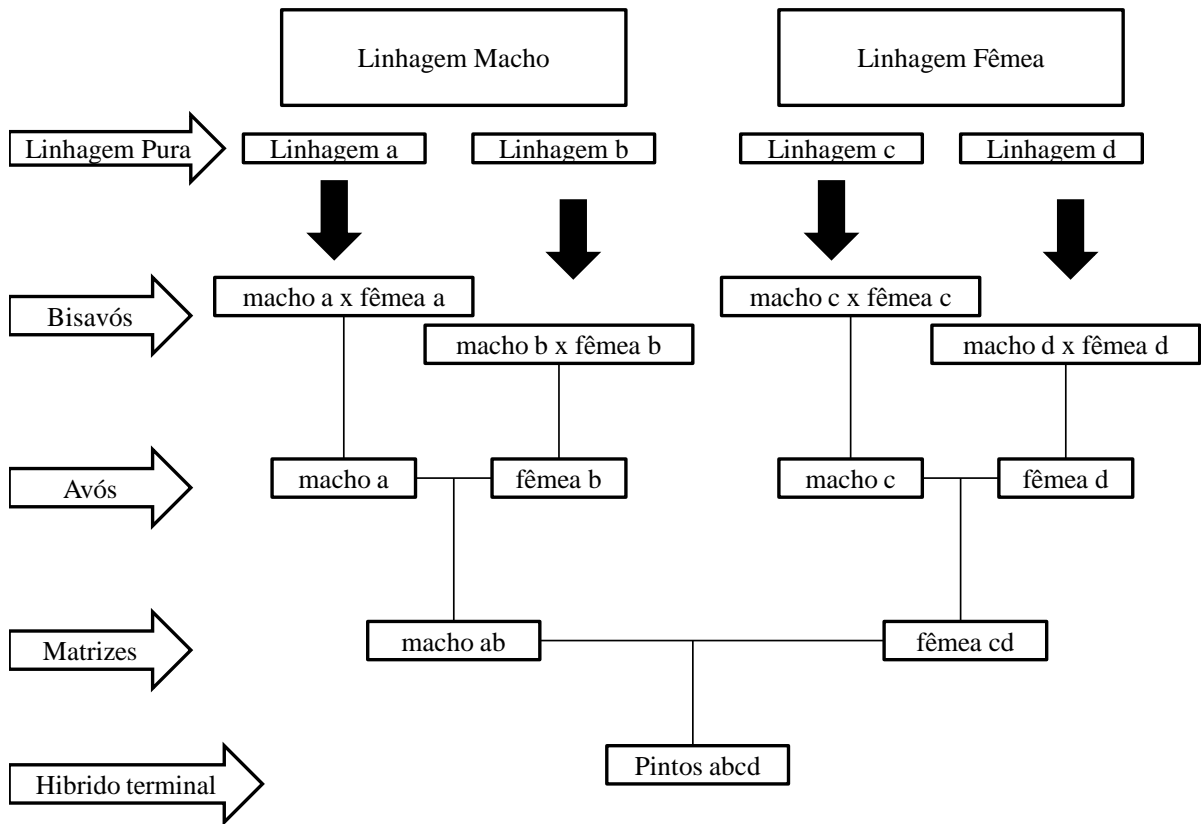 Linhagem Macho
Linhagem Fêmea
Linhagem Pura
Linhagem a
Linhagem b
Linhagem c
Linhagem d
Bisavós
macho a x fêmea a
macho c x fêmea c
macho b x fêmea b
macho d x fêmea d
Avós
macho a
fêmea b
macho c
fêmea d
Matrizes
macho ab
fêmea cd
Hibrido terminal
Pintos abcd